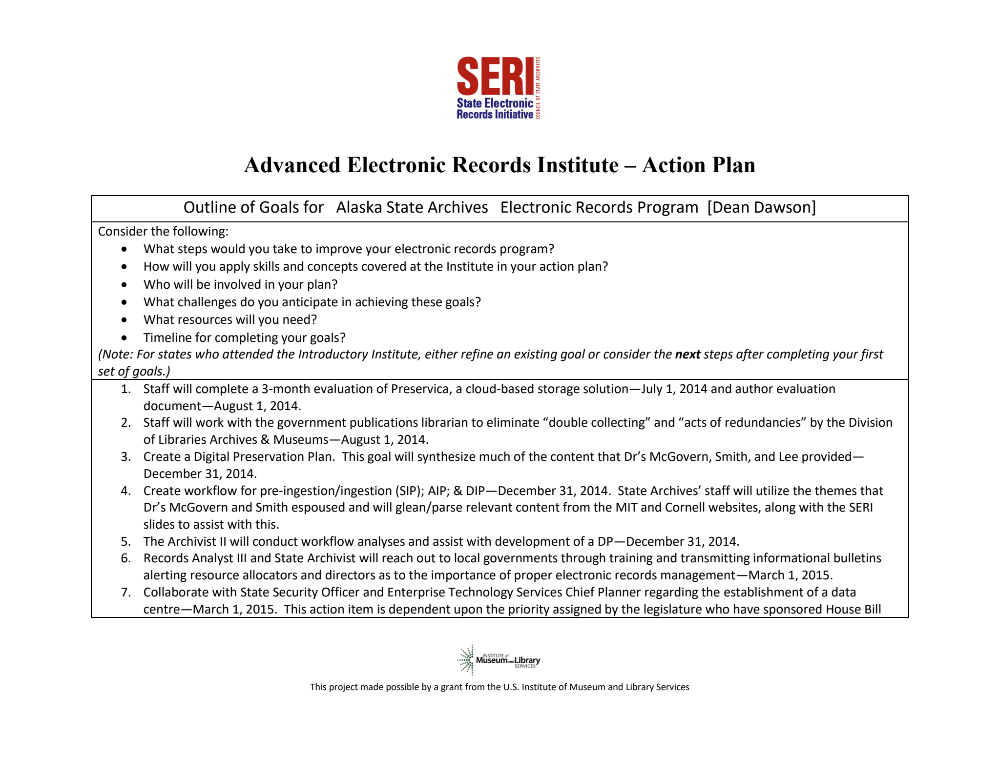 SERI
State Electronic
Records Initiative
COUNCIL OF STATE ARCHIVISTS
Advanced Electronic Records Institute – Action Plan
Outline of Goals for   Alaska State Archives   Electronic Records Program  [Dean Dawson]
Consider the following:
• What steps would you take to improve your electronic records program?
• How will you apply skills and concepts covered at the Institute in your action plan?
• Who will be involved in your plan?
• What challenges do you anticipate in achieving these goals?
• What resources will you need?
• Timeline for completing your goals?
(Note: For states who attended the Introductory Institute, either refine an existing goal or consider the next steps after completing your first
set of goals.)
1. Staff will complete a 3-month evaluation of Preservica, a cloud-based storage solution—July 1, 2014 and author evaluation
document—August 1, 2014.
2. Staff will work with the government publications librarian to eliminate “double collecting” and “acts of redundancies” by the Division
of Libraries Archives & Museums—August 1, 2014.
3. Create a Digital Preservation Plan.  This goal will synthesize much of the content that Dr’s McGovern, Smith, and Lee provided—
December 31, 2014.
4. Create workflow for pre-ingestion/ingestion (SIP); AIP; & DIP—December 31, 2014.  State Archives’ staff will utilize the themes that
Dr’s McGovern and Smith espoused and will glean/parse relevant content from the MIT and Cornell websites, along with the SERI
slides to assist with this.
5. The Archivist II will conduct workflow analyses and assist with development of a DP—December 31, 2014.
6. Records Analyst III and State Archivist will reach out to local governments through training and transmitting informational bulletins
alerting resource allocators and directors as to the importance of proper electronic records management—March 1, 2015.
7. Collaborate with State Security Officer and Enterprise Technology Services Chief Planner regarding the establishment of a data
centre—March 1, 2015.  This action item is dependent upon the priority assigned by the legislature who have sponsored House Bill
INSTITUTE of
Museum and Library
SERVICES
This project made possible by a grant from the U.S. Institute of Museum and Library Services